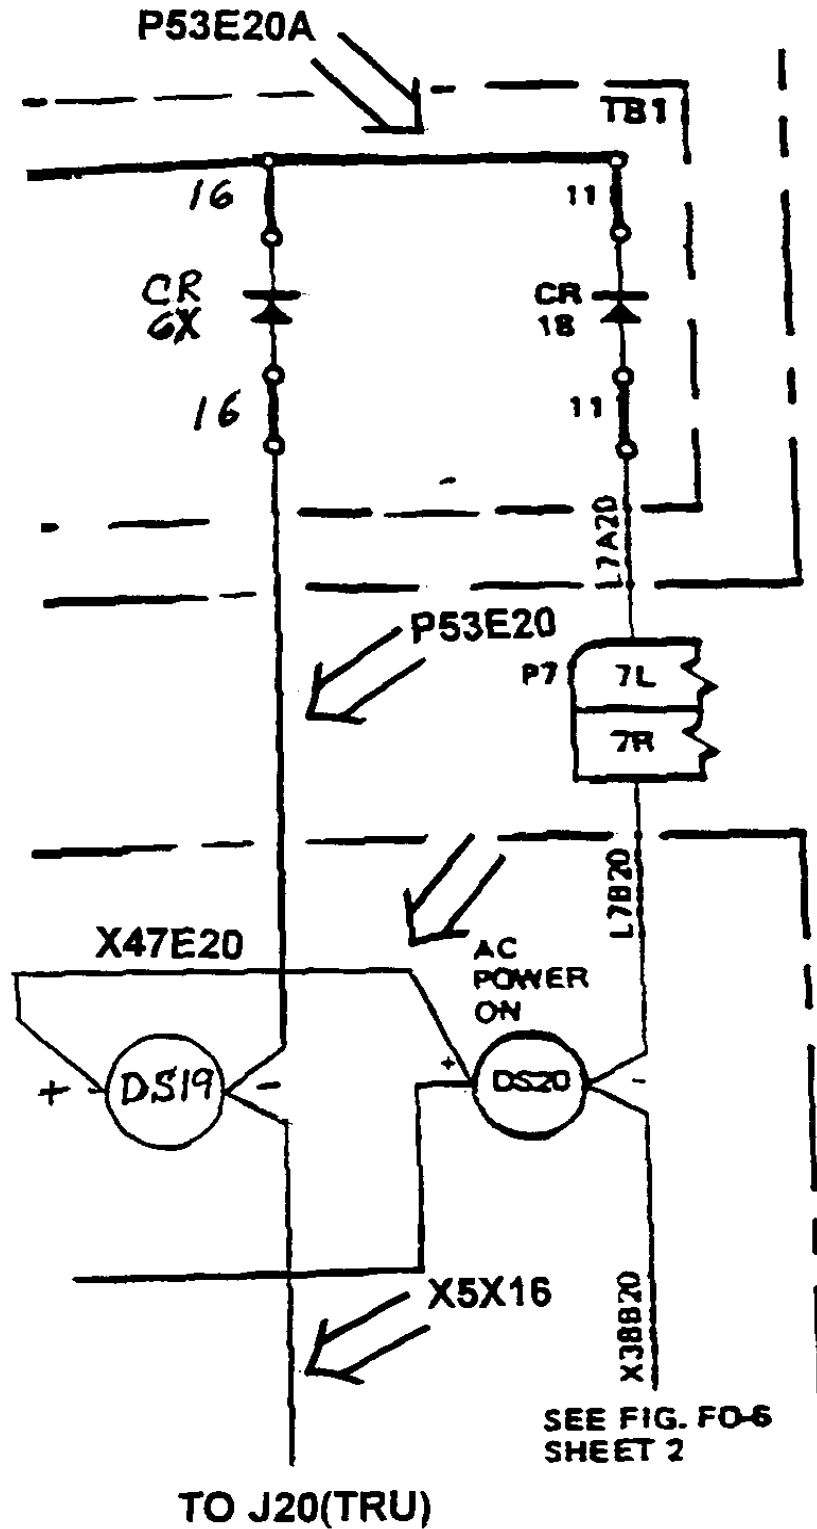 P53E20A
TB1
16
11
CR
6X
CR
18
16
11
L7A20
P53E20
P7
7L
7R
L7B20
X47E20
AC
POWER
ON
+
DS19
-
+
DS20
-
X5X16
X38B20
SEE FIG. FO-6
SHEET 2
TO J20(TRU)